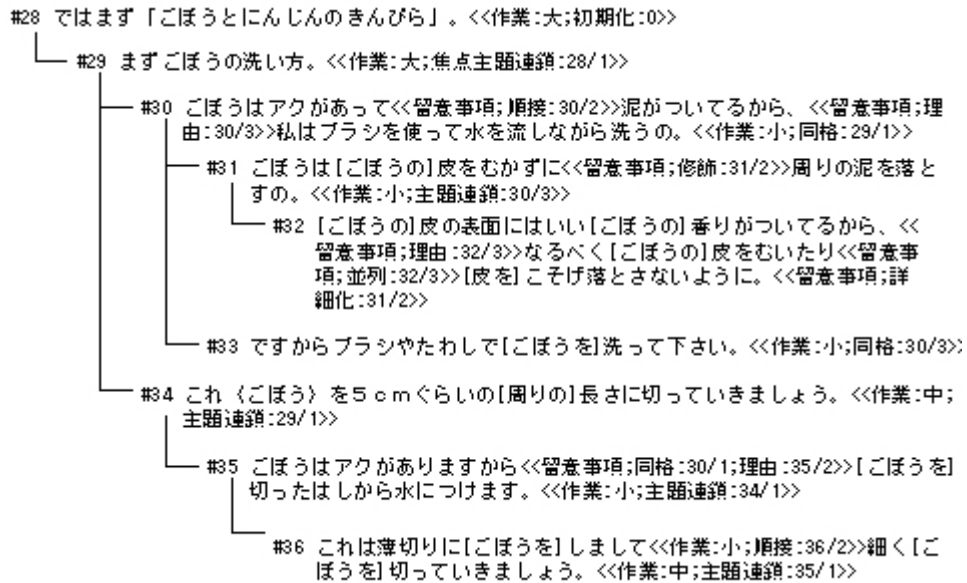 #28 ではまず「ごぼうとにんじんのきんぴら」。<<作業:大;初期化:0>>
#29 まずごぼうの洗い方。<<作業:大;焦点主題連鎖:28/1>>
#30 ごぼうはアクがあって<<留意事項;順接:30/2>>泥がついてるから、<<留意事項;理
由:30/3>>私はブラシを使って水を流しながら洗うの。<<作業:小;同格:29/1>>
#31 ごぼうは[ごぼうの]皮をむかずに<<留意事項;修飾:31/2>>周りの泥を落と
すの。<<作業:小;主題連鎖:30/3>>
#32 [ごぼうの]皮の表面にはいい[ごぼうの]香りがついてるから、<<
留意事項;理由:32/3>>なるべく[ごぼうの]皮をむいたり<<留意事
項;並列:32/3>>[皮を]こそげ落とさないように。<<留意事項;詳
細化:31/2>>
#33 ですからブラシやたわしで[ごぼうを]洗って下さい。<<作業:小;同格:30/3>>
#34 これ〈ごぼう〉を5cmぐらいの[周りの]長さに切っていきましょう。<<作業:中;
主題連鎖:29/1>>
#35 ごぼうはアクがありますから<<留意事項;同格:30/1;理由:35/2>>[ごぼうを]
切ったはしから水につけます。<<作業:小;主題連鎖:34/1>>
#36 これは薄切りに[ごぼうを]しまして<<作業:小;順接:36/2>>細く[ご
ぼうを]切っていきましょう。<<作業:中;主題連鎖:35/1>>